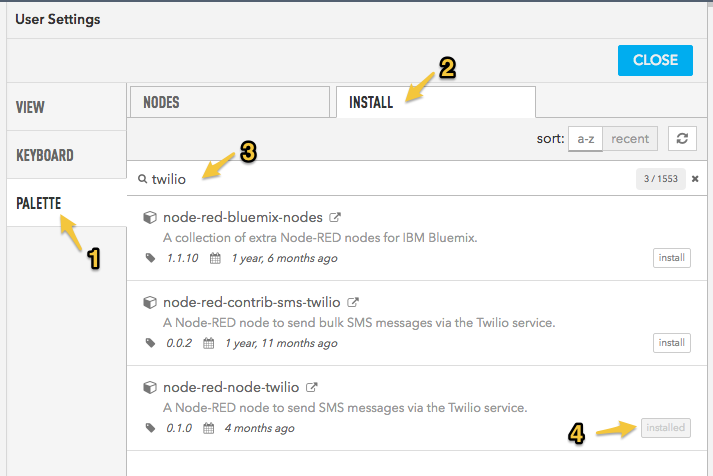 User Settings
CLOSE
VIEW
KEYBOARD
PALETTE
1
NODES
INSTALL
2
sort: a-z recent
3
twilio
3 / 1553 ×
node-red-bluemix-nodes
A collection of extra Node-RED nodes for IBM Bluemix.
1.1.10 1 year, 6 months ago
install
node-red-contrib-sms-twilio
A Node-RED node to send bulk SMS messages via the Twilio service.
0.0.2 1 year, 11 months ago
install
node-red-node-twilio
A Node-RED node to send SMS messages via the Twilio service.
0.1.0 4 months ago
4
installed